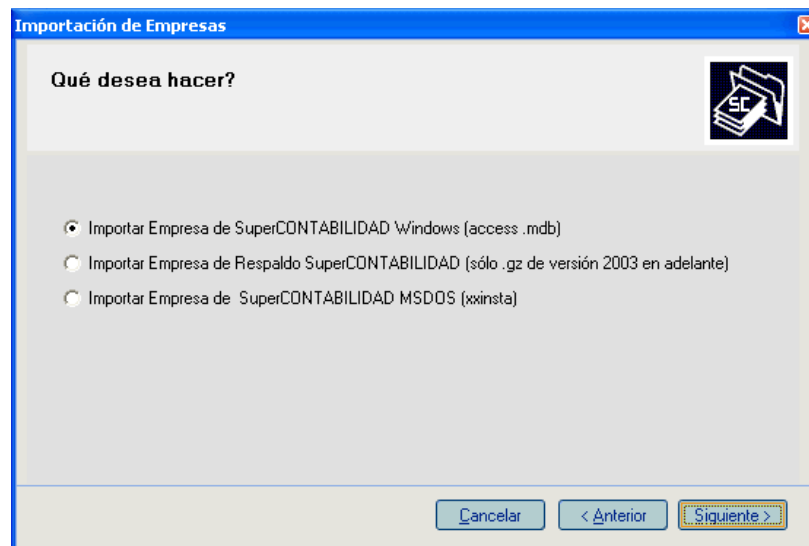 Importación de Empresas
Qué desea hacer?
SC
Importar Empresa de SuperCONTABILIDAD Windows (access .mdb)
Importar Empresa de Respaldo SuperCONTABILIDAD (sólo .gz de versión 2003 en adelante)
Importar Empresa de SuperCONTABILIDAD MSDOS (xxinsta)
Cancelar
< Anterior
Siguiente >